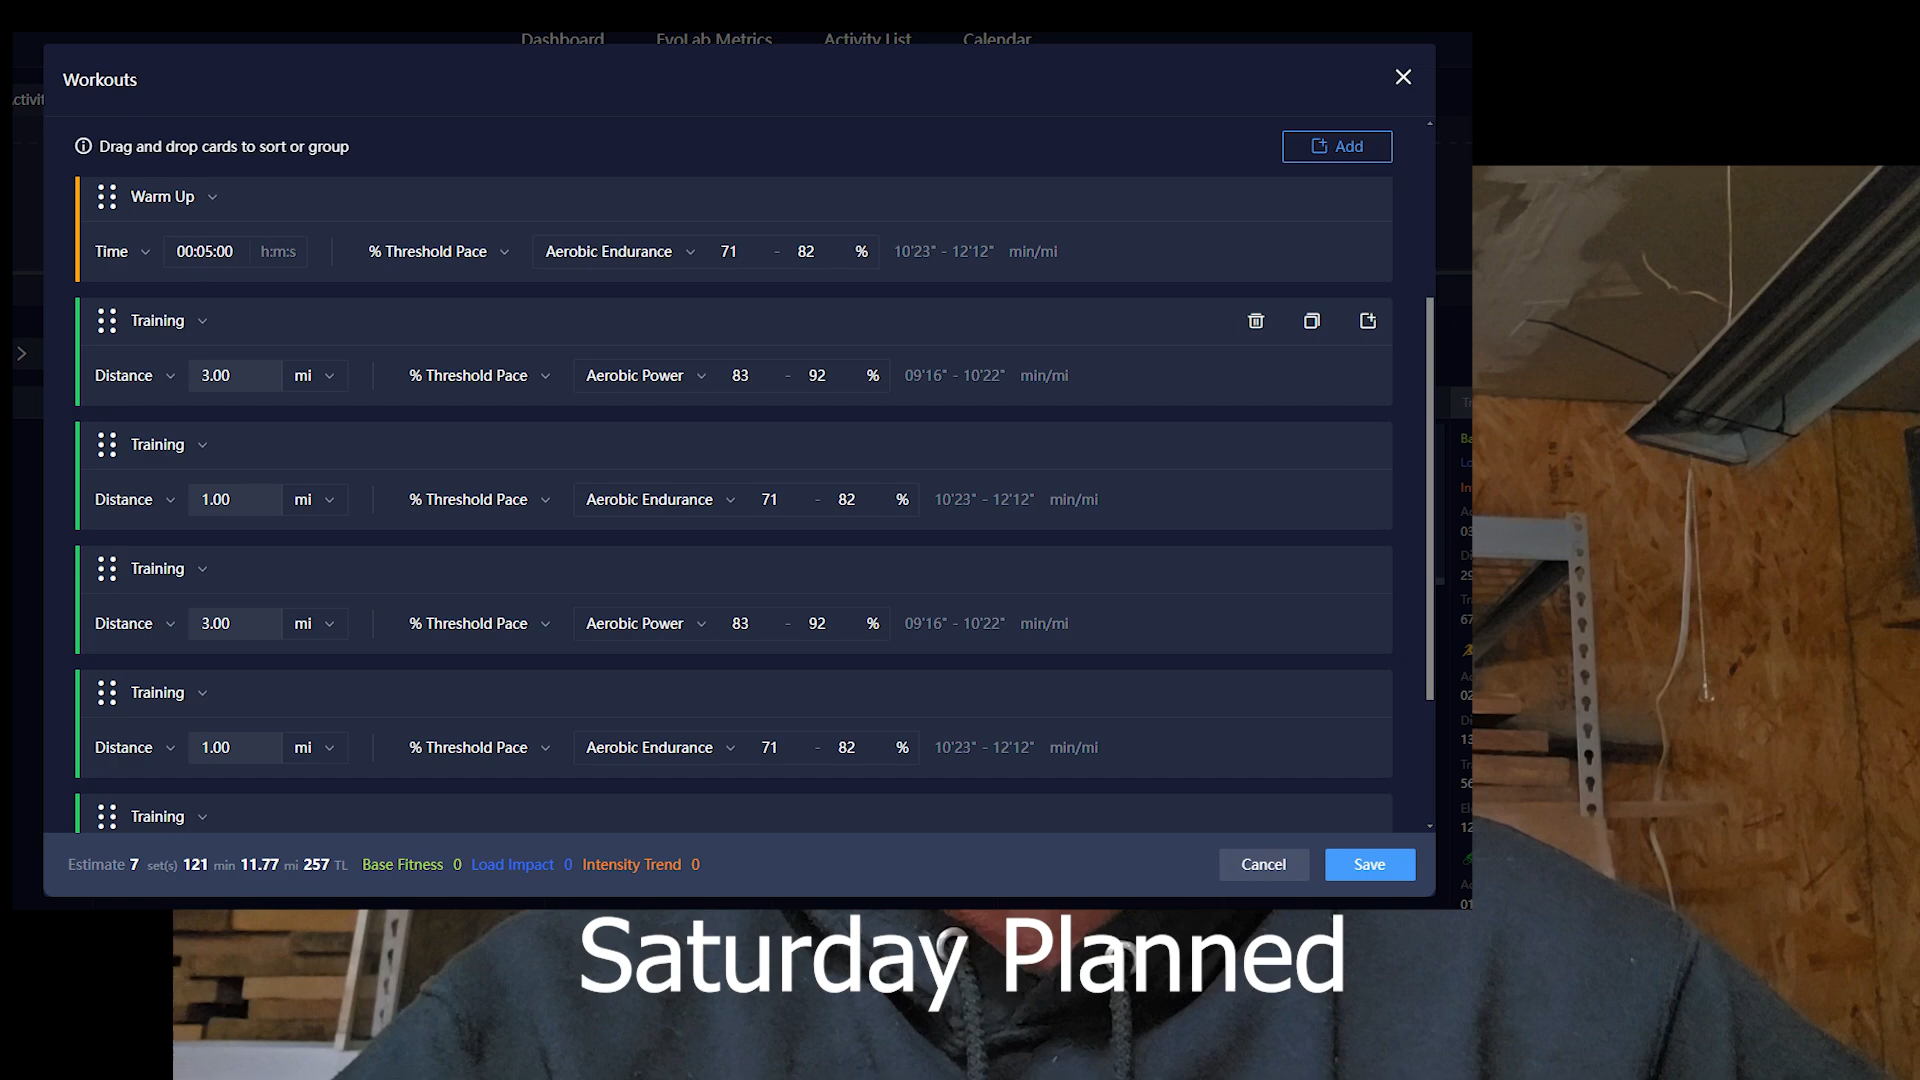 Dashboard EvoLab Metrics Activity List Calendar
Workouts
Drag and drop cards to sort or group
Add
Warm Up
Time 00:05:00 h:m:s % Threshold Pace Aerobic Endurance 71 - 82 % 10'23" - 12'12" min/mi
Training
Distance 3.00 mi % Threshold Pace Aerobic Power 83 - 92 % 09'16" - 10'22" min/mi
Training
Distance 1.00 mi % Threshold Pace Aerobic Endurance 71 - 82 % 10'23" - 12'12" min/mi
Training
Distance 3.00 mi % Threshold Pace Aerobic Power 83 - 92 % 09'16" - 10'22" min/mi
Training
Distance 1.00 mi % Threshold Pace Aerobic Endurance 71 - 82 % 10'23" - 12'12" min/mi
Training
Estimate 7 set(s) 121 min 11.77 mi 257 TL Base Fitness 0 Load Impact 0 Intensity Trend 0
Cancel Save
Saturday Planned